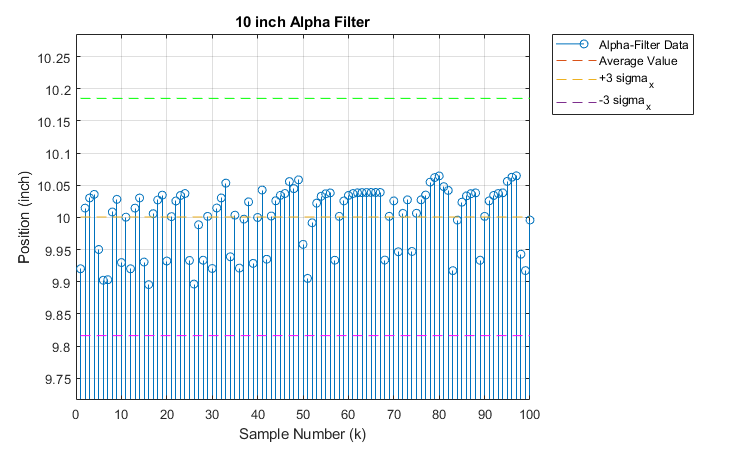 10 inch Alpha Filter
Alpha-Filter Data
Average Value
+3 sigma_x
-3 sigma_x
Position (inch)
10.25
10.2
10.15
10.1
10.05
10
9.95
9.9
9.85
9.8
9.75
0 10 20 30 40 50 60 70 80 90 100
Sample Number (k)